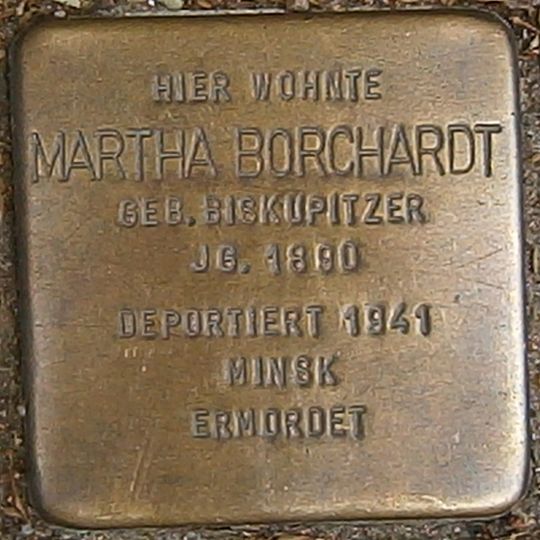 HIER WOHNTE
MARTHA BORCHARDT
GEB. BISKUPITZER
JG. 1890
DEPORTIERT 1941
MINSK
ERMORDET